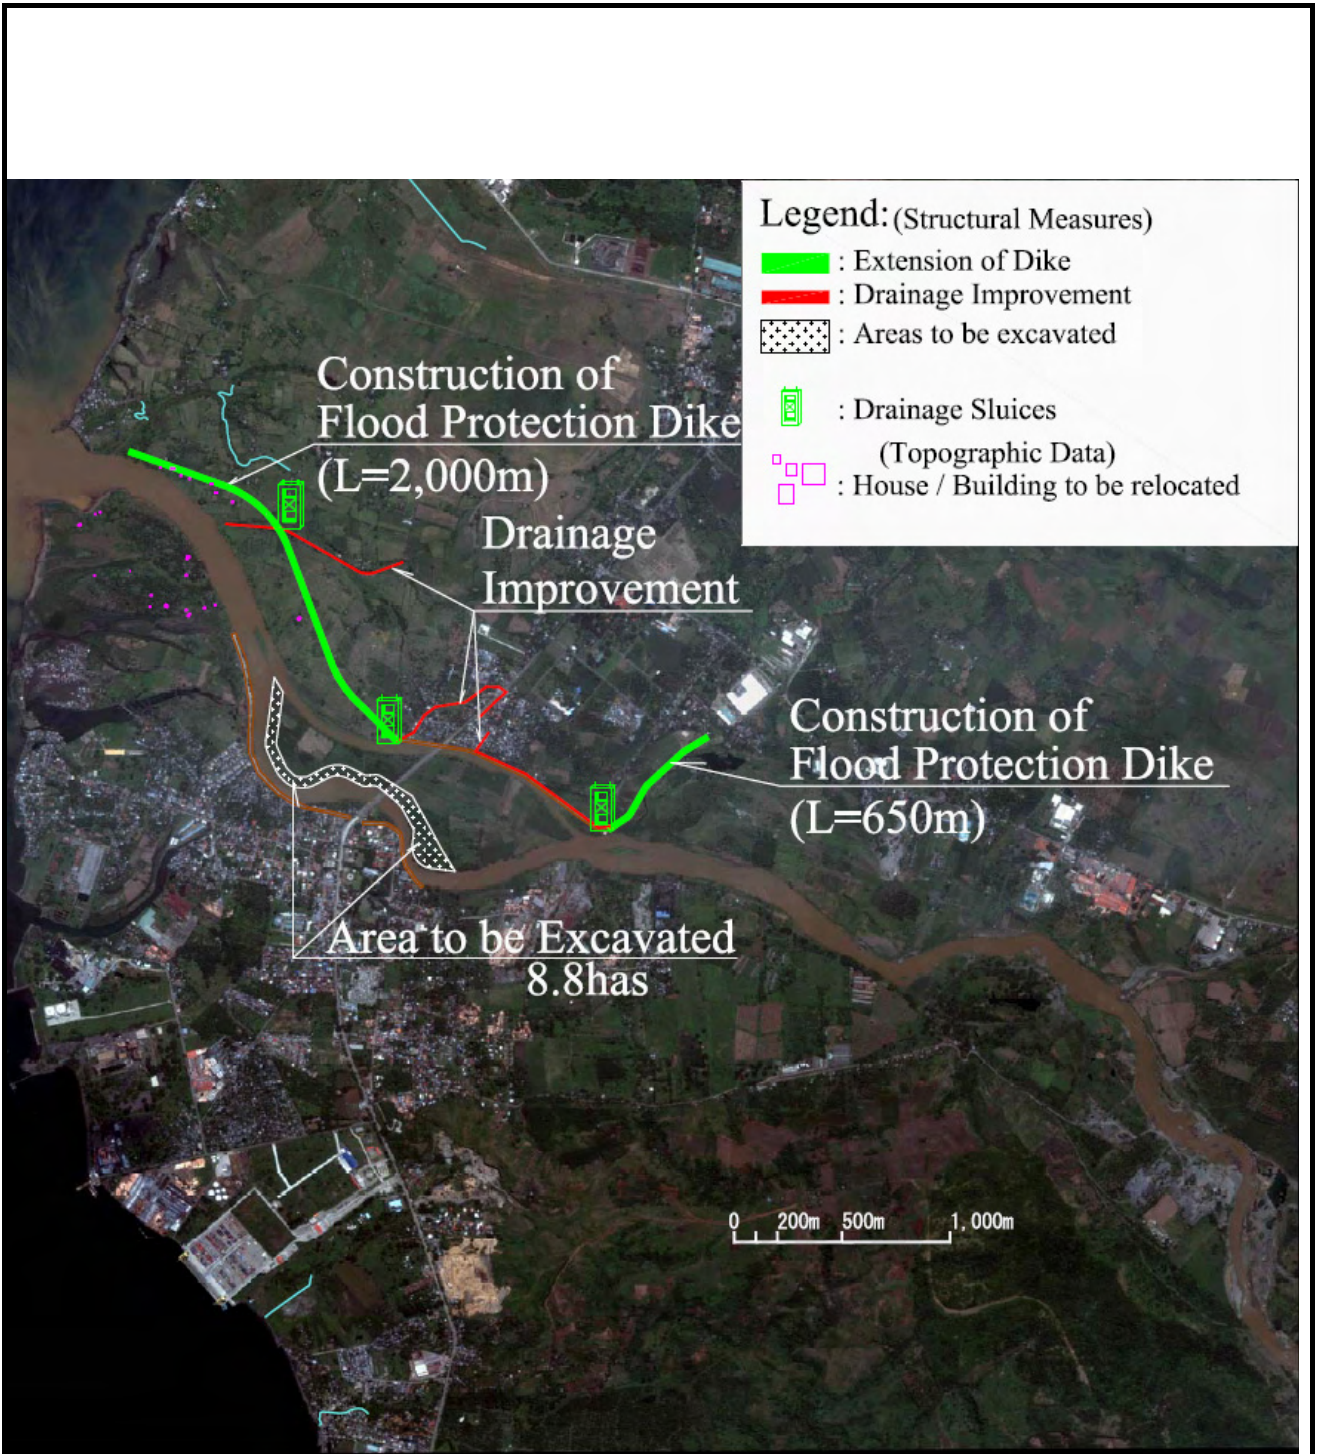 Legend: (Structural Measures)
: Extension of Dike
: Drainage Improvement
: Areas to be excavated
: Drainage Sluices
(Topographic Data)
: House / Building to be relocated
Construction of
Flood Protection Dike
(L=2,000m)
Drainage
Improvement
Construction of
Flood Protection Dike
(L=650m)
Area to be Excavated
8.8has
0 200m 500m 1,000m